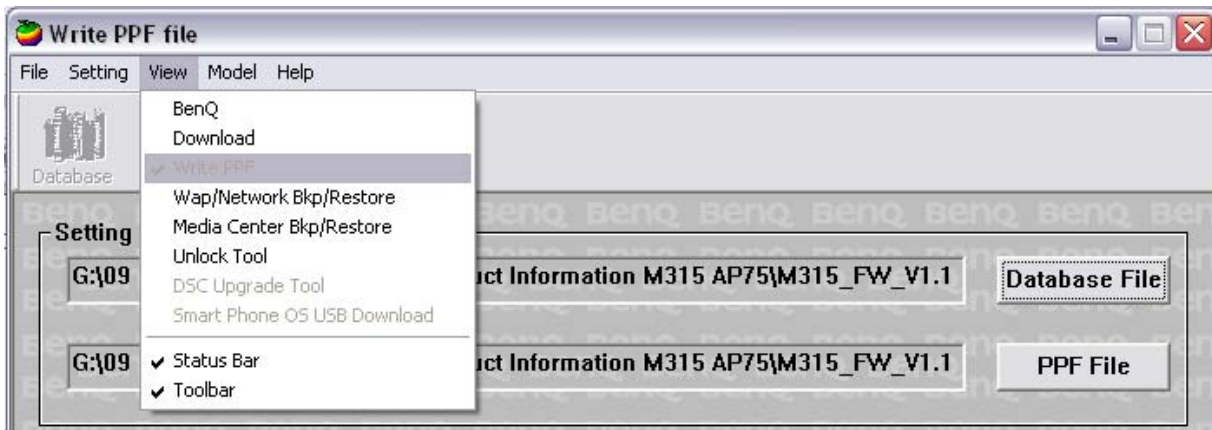 Write PPF file
File Setting View Model Help
BenQ
Download
Database
Write PPF
Wap/Network Bkp/Restore
Media Center Bkp/Restore
Setting
Unlock Tool
G:\09 uct Information M315 AP75\M315_FW_V1.1 Database File
DSC Upgrade Tool
Smart Phone OS USB Download
G:\09 uct Information M315 AP75\M315_FW_V1.1 PPF File
Status Bar
Toolbar